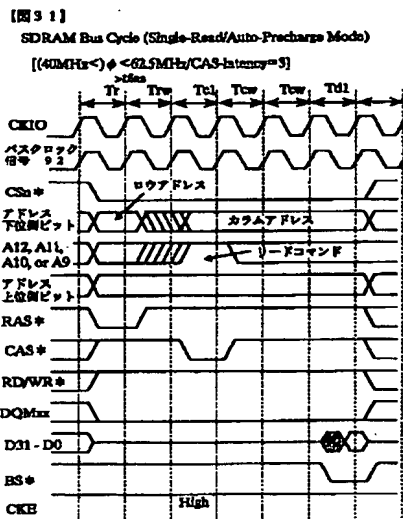 [図31]
SDRAM Bus Cycle (Single-Read/Auto-Precharge Mode)
[(40MHz<)φ<62.5MHz/CAS-latency=3]
>16ns
Tr Trw Tc1 Tcw Tcw Td1
CKIO
バスクロック
信号 92
CSn*
ロウアドレス
アドレス
下位側ビット
カラムアドレス
A12, A11,
A10, or A9
リードコマンド
アドレス
上位側ビット
RAS*
CAS*
RD/WR*
DQMxx
D31 - D0
BS*
CKE
High